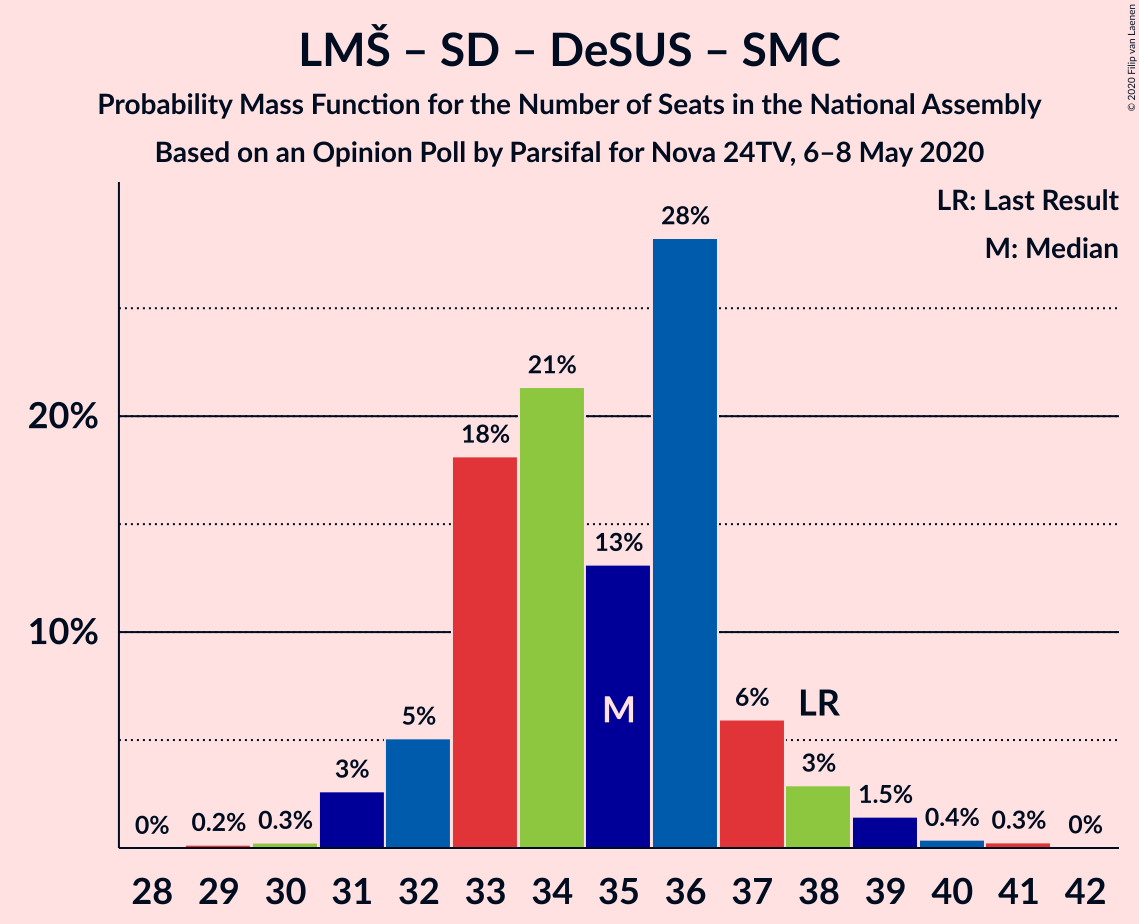 LMŠ – SD – DeSUS – SMC
Probability Mass Function for the Number of Seats in the National Assembly
Based on an Opinion Poll by Parsifal for Nova 24TV, 6–8 May 2020
© 2020 Filip van Laenen
LR: Last Result
M: Median
20%
10%
0%
0.2%
0.3%
3%
5%
18%
21%
13%
28%
6%
3%
1.5%
0.4%
0.3%
0%
M
LR
28 29 30 31 32 33 34 35 36 37 38 39 40 41 42